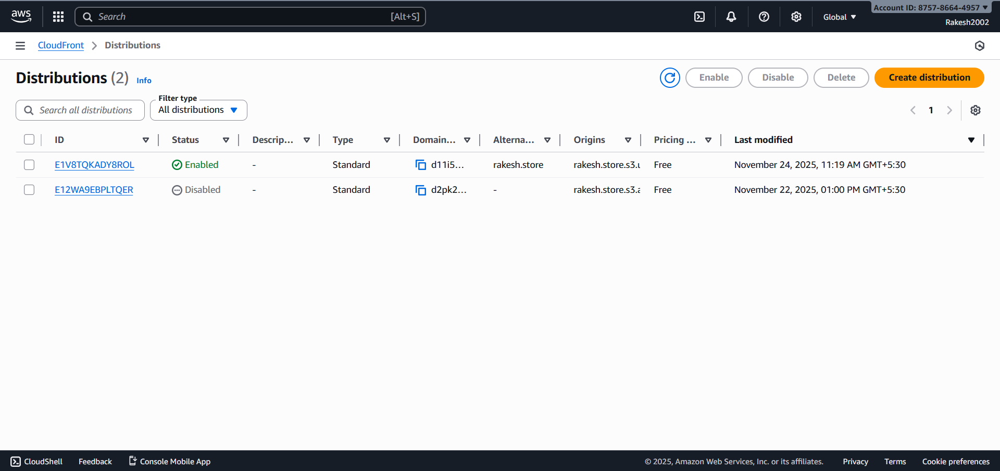 aws
Search [Alt+S]
Global
Account ID: 8757-8664-4957
Rakesh2002
CloudFront > Distributions
Distributions (2) Info
Enable Disable Delete Create distribution
Search all distributions
Filter type
All distributions
1
ID Status Descrip... Type Domain... Alterna... Origins Pricing ... Last modified
E1V8TQKADY8ROL Enabled - Standard d11i5... rakesh.store rakesh.store.s3.u Free November 24, 2025, 11:19 AM GMT+5:30
E12WA9EBPLTQER Disabled - Standard d2pk2... - rakesh.store.s3.a Free November 22, 2025, 01:00 PM GMT+5:30
CloudShell Feedback Console Mobile App © 2025, Amazon Web Services, Inc. or its affiliates. Privacy Terms Cookie preferences